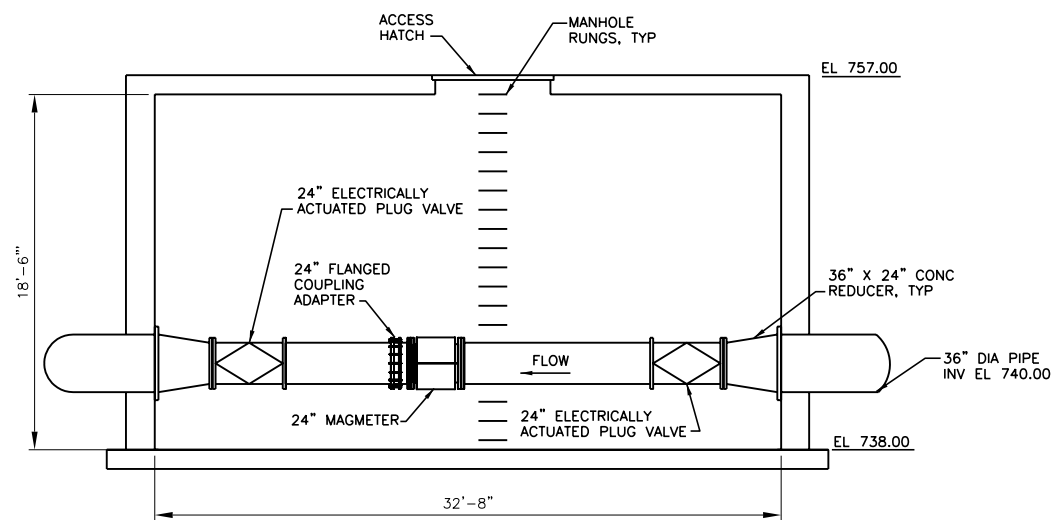 ACCESS
HATCH
MANHOLE
RUNGS, TYP
EL 757.00
24" ELECTRICALLY
ACTUATED PLUG VALVE
18'-6"'
24" FLANGED
COUPLING
ADAPTER
36" X 24" CONC
REDUCER, TYP
FLOW
36" DIA PIPE
INV EL 740.00
24" MAGMETER
24" ELECTRICALLY
ACTUATED PLUG VALVE
EL 738.00
32'-8"